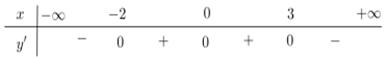 x −∞ −2 0 3 +∞
y′ − 0 + 0 + 0 −